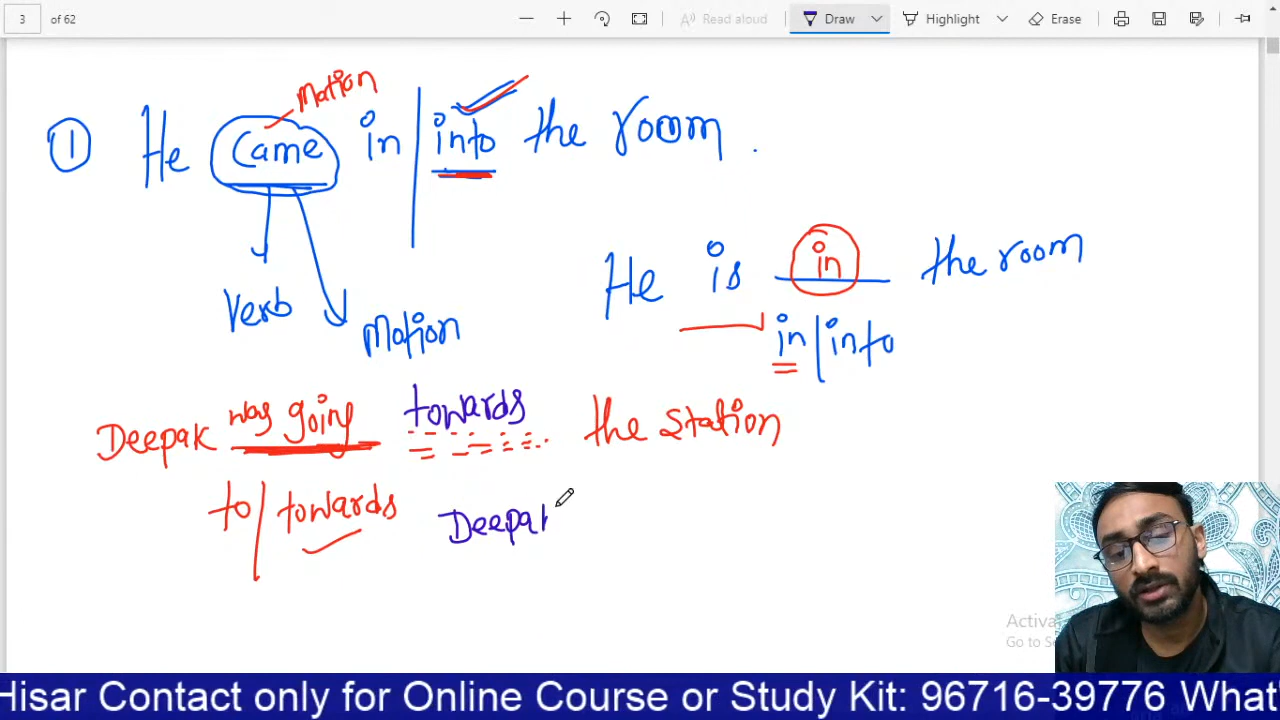 3 of 62
Read aloud
Draw
Highlight
Erase
Motion
① He Came in | into the room.
Verb
Motion
He is in the room
in | into
Deepak was going towards the station
to | towards
Deepak
Activa
Go to Se
Hisar Contact only for Online Course or Study Kit: 96716-39776 What'